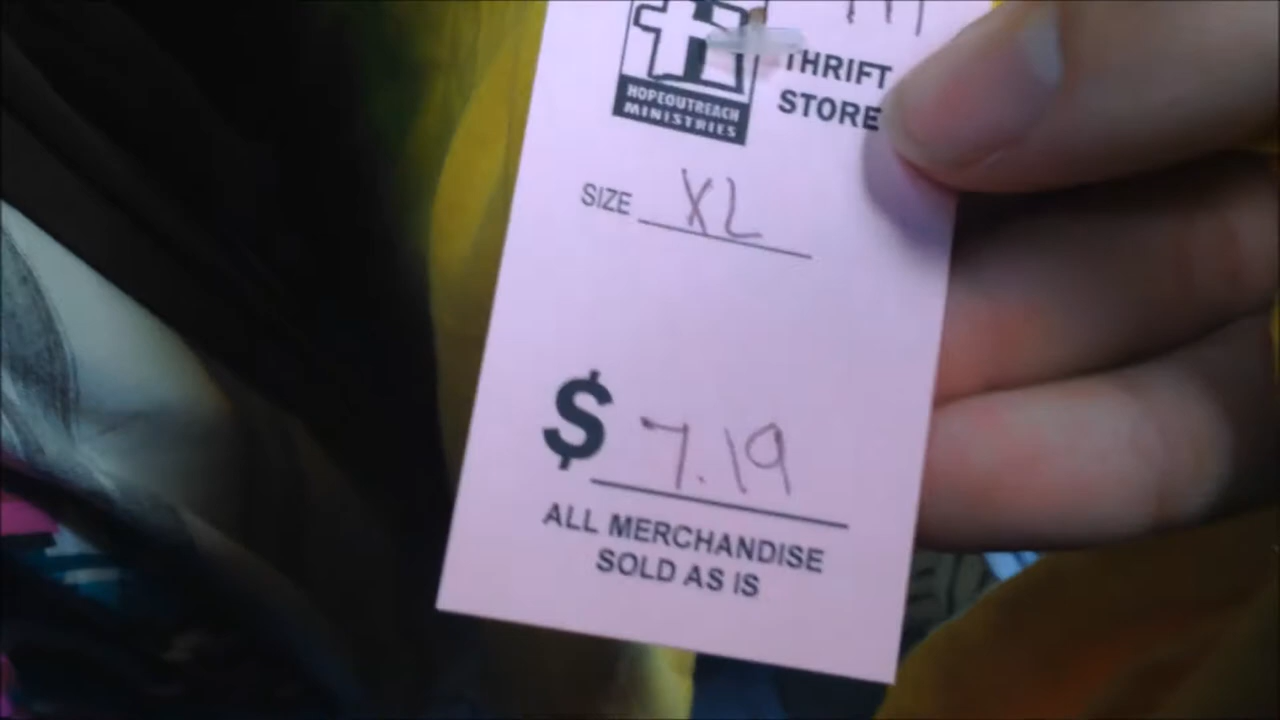 HOPEOUTREACH
MINISTRIES
THRIFT
STORE
SIZE XL
$ 7.19
ALL MERCHANDISE
SOLD AS IS